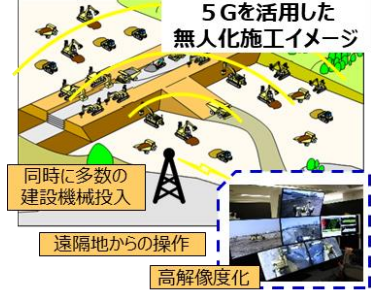 ５Gを活用した
無人化施工イメージ
同時に多数の
建設機械投入
遠隔地からの操作
高解像度化